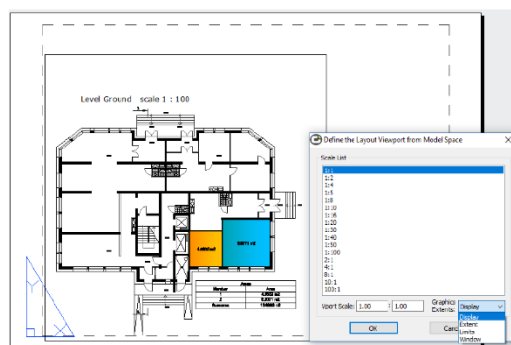 Level Ground scale 1 : 100
Define the Layout Viewport from Model Space
Scale List
1:1
1:2
1:4
1:5
1:8
1:10
1:16
1:20
1:30
1:40
1:50
1:100
2:1
4:1
8:1
10:1
100:1
Vport Scale: 1.00 : 1.00
Graphics Extents: Display
Display
Extent
Limits
Window
OK
Number Area
1
2